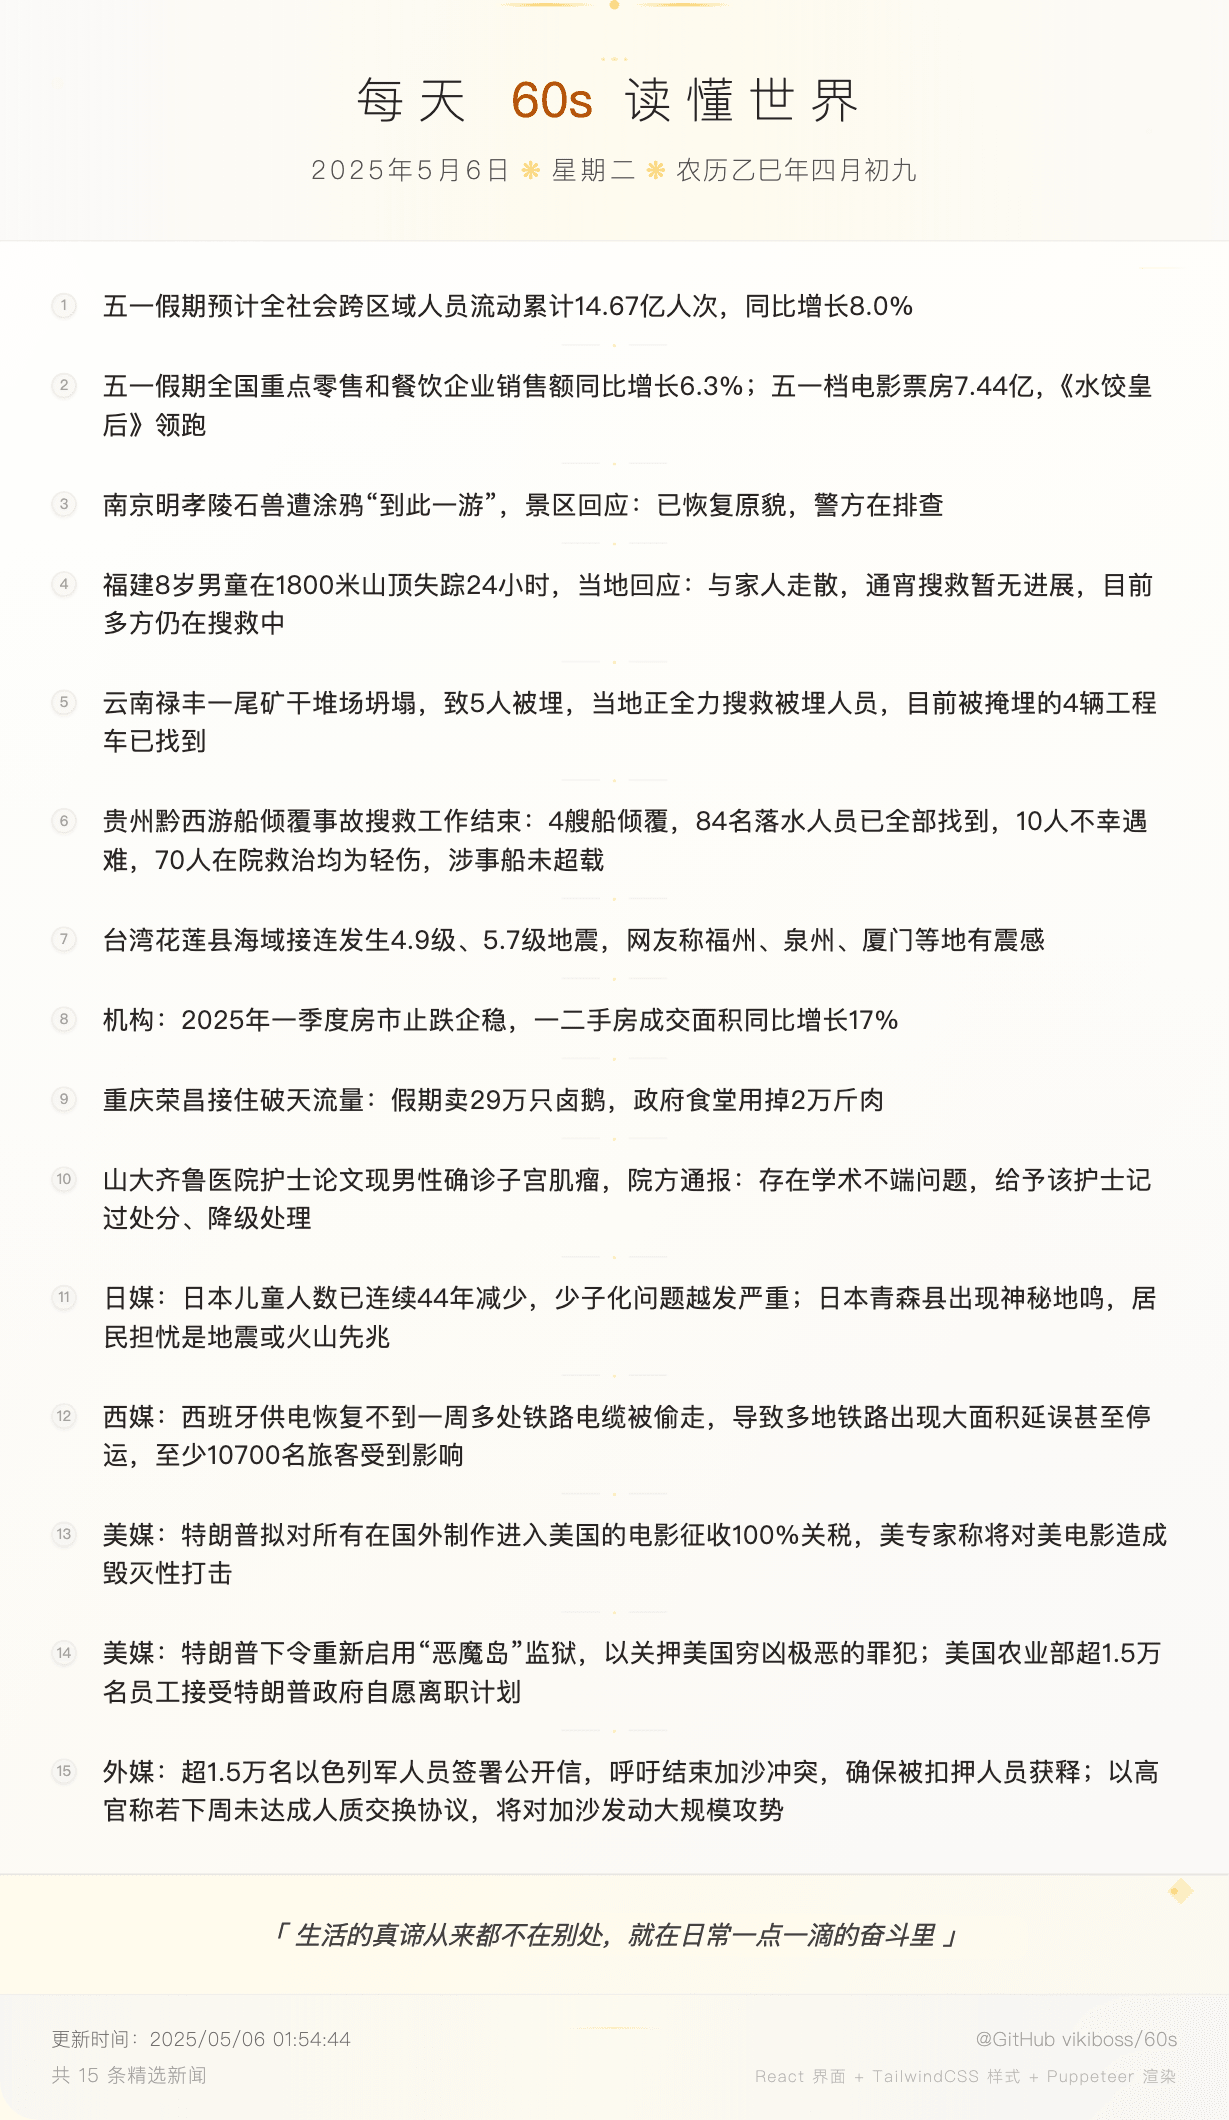 每天 60s 读懂世界
2025年5月6日 ❋ 星期二 ❋ 农历乙巳年四月初九
1 五一假期预计全社会跨区域人员流动累计14.67亿人次，同比增长8.0%
2 五一假期全国重点零售和餐饮企业销售额同比增长6.3%；五一档电影票房7.44亿，《水饺皇
后》领跑
3 南京明孝陵石兽遭涂鸦“到此一游”，景区回应：已恢复原貌，警方在排查
4 福建8岁男童在1800米山顶失踪24小时，当地回应：与家人走散，通宵搜救暂无进展，目前
多方仍在搜救中
5 云南禄丰一尾矿干堆场坍塌，致5人被埋，当地正全力搜救被埋人员，目前被掩埋的4辆工程
车已找到
6 贵州黔西游船倾覆事故搜救工作结束：4艘船倾覆，84名落水人员已全部找到，10人不幸遇
难，70人在院救治均为轻伤，涉事船未超载
7 台湾花莲县海域接连发生4.9级、5.7级地震，网友称福州、泉州、厦门等地有震感
8 机构：2025年一季度房市止跌企稳，一二手房成交面积同比增长17%
9 重庆荣昌接住破天流量：假期卖29万只卤鹅，政府食堂用掉2万斤肉
10 山大齐鲁医院护士论文现男性确诊子宫肌瘤，院方通报：存在学术不端问题，给予该护士记
过处分、降级处理
11 日媒：日本儿童人数已连续44年减少，少子化问题越发严重；日本青森县出现神秘地鸣，居
民担忧是地震或火山先兆
12 西媒：西班牙供电恢复不到一周多处铁路电缆被偷走，导致多地铁路出现大面积延误甚至停
运，至少10700名旅客受到影响
13 美媒：特朗普拟对所有在国外制作进入美国的电影征收100%关税，美专家称将对美电影造成
毁灭性打击
14 美媒：特朗普下令重新启用“恶魔岛”监狱，以关押美国穷凶极恶的罪犯；美国农业部超1.5万
名员工接受特朗普政府自愿离职计划
15 外媒：超1.5万名以色列军人员签署公开信，呼吁结束加沙冲突，确保被扣押人员获释；以高
官称若下周未达成人质交换协议，将对加沙发动大规模攻势
「 生活的真谛从来都不在别处，就在日常一点一滴的奋斗里 」
更新时间：2025/05/06 01:54:44
@GitHub vikiboss/60s
共 15 条精选新闻
React 界面 + TailwindCSS 样式 + Puppeteer 渲染